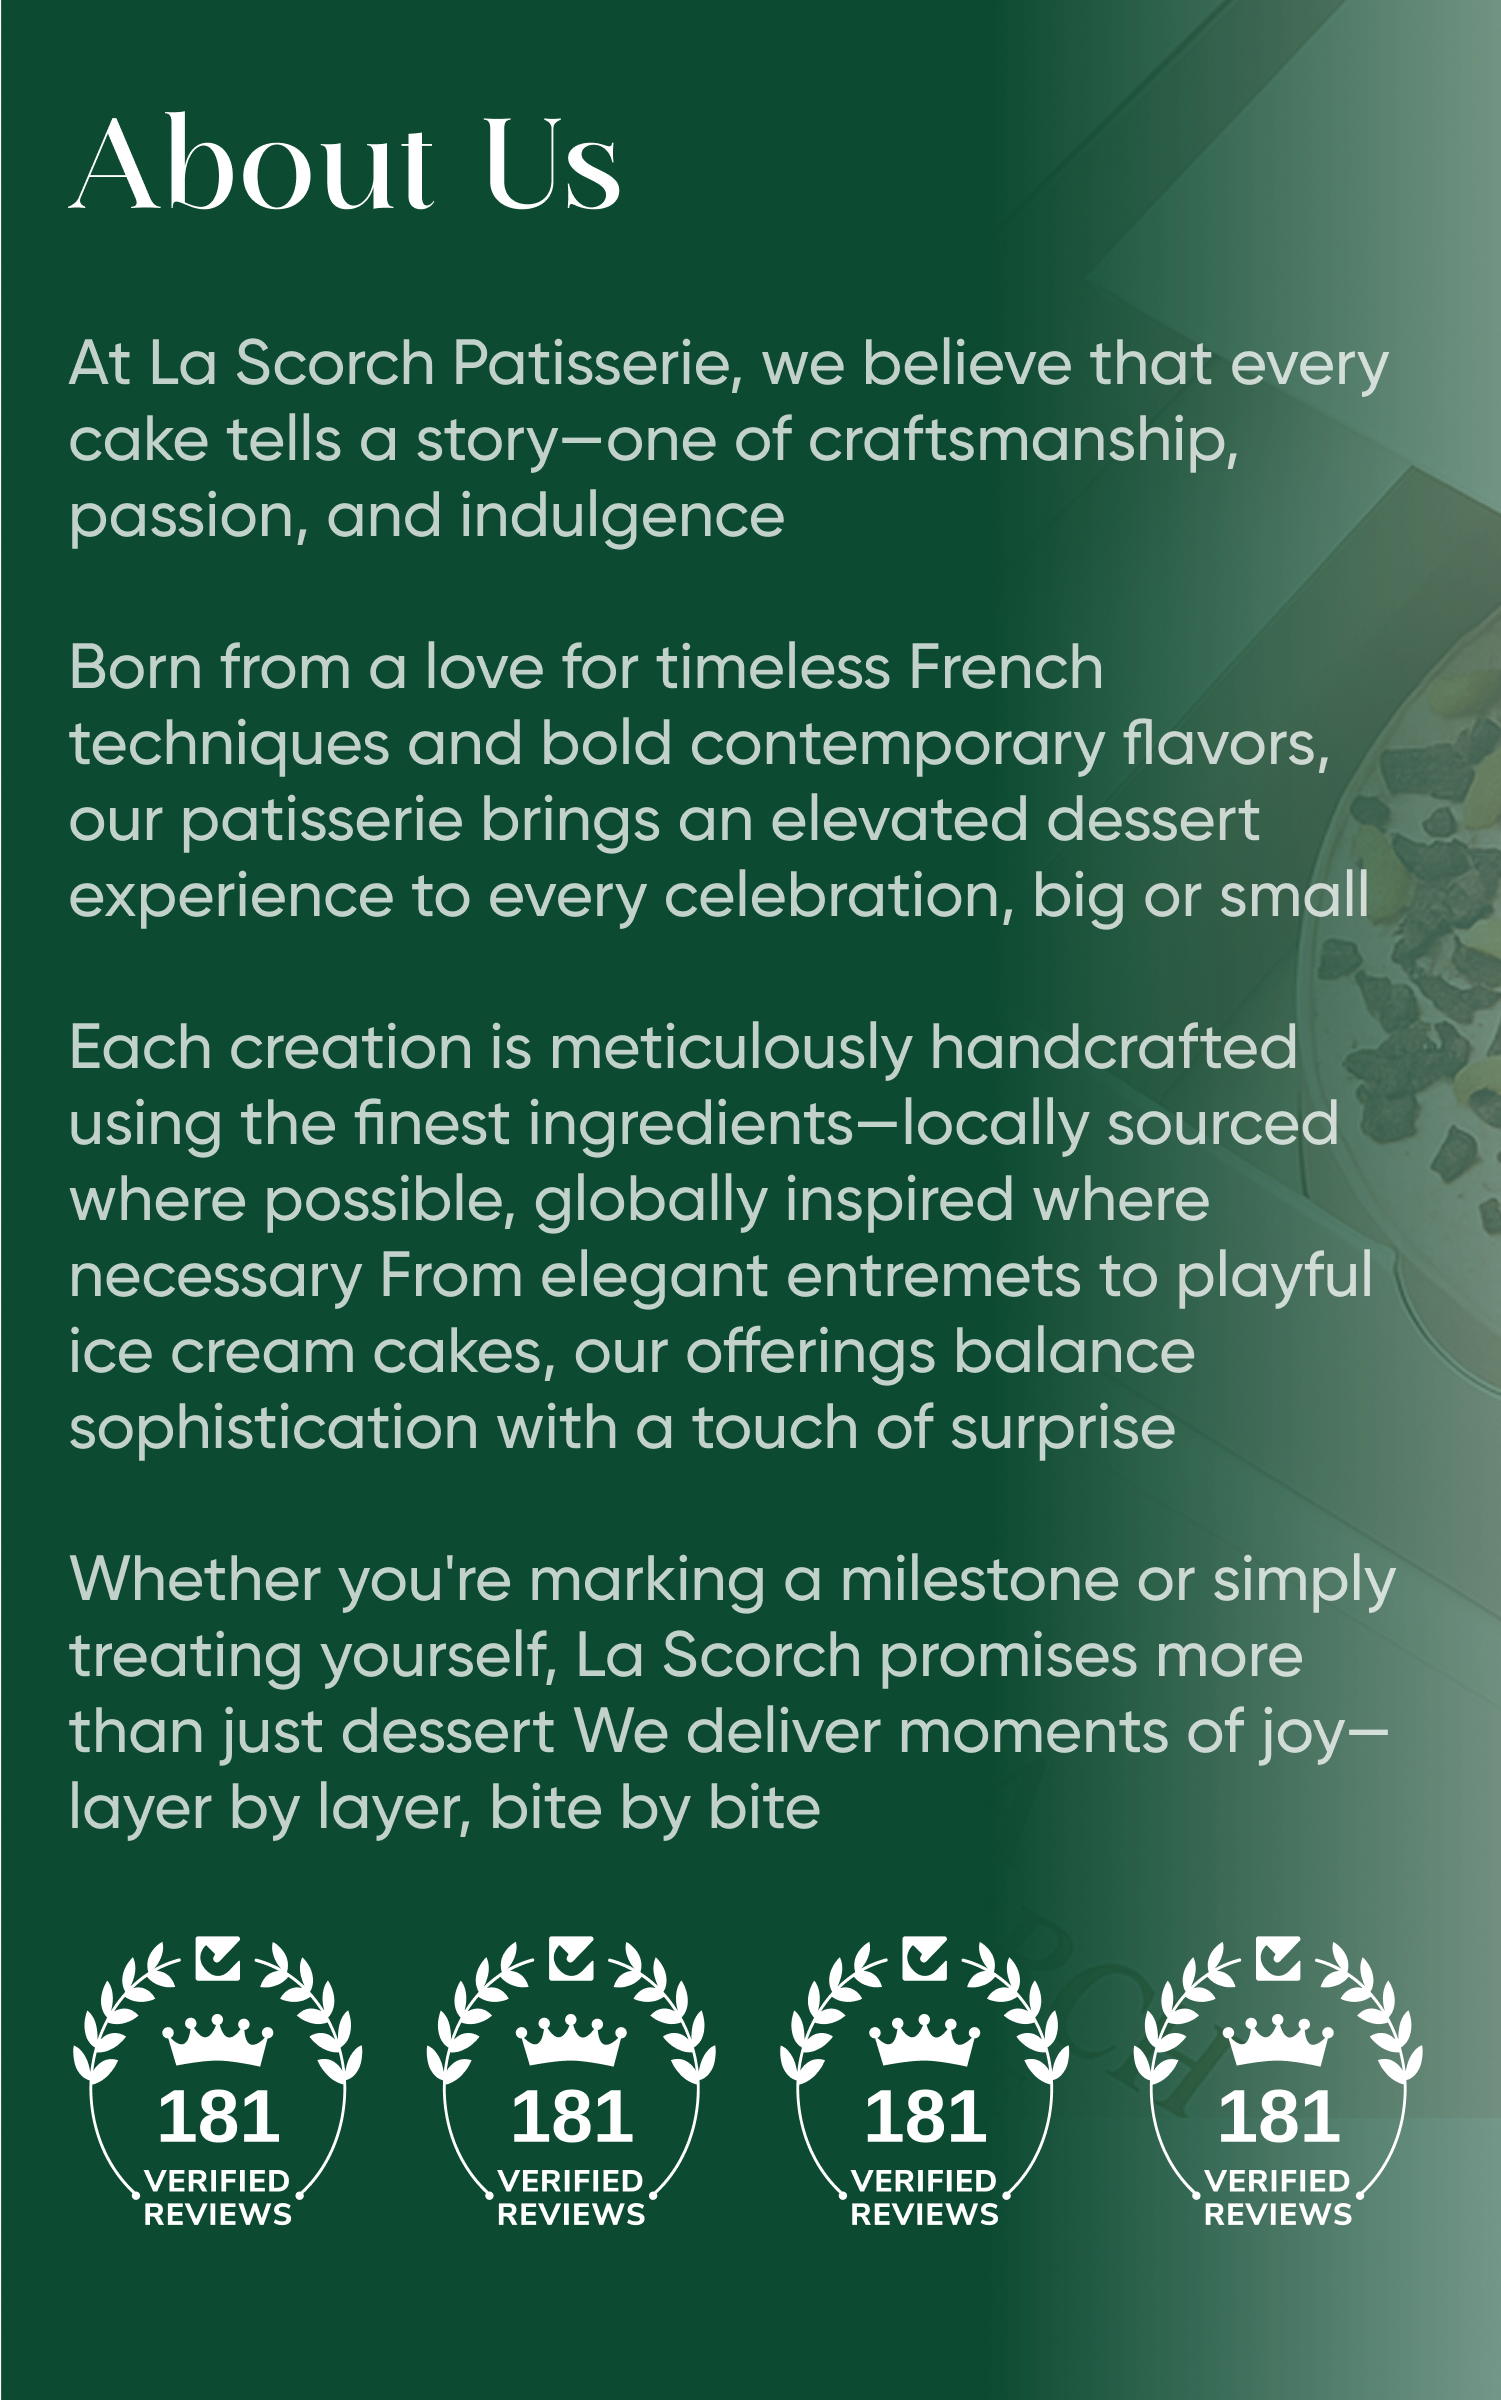 About Us
At La Scorch Patisserie, we believe that every
cake tells a story—one of craftsmanship,
passion, and indulgence
Born from a love for timeless French
techniques and bold contemporary flavors,
our patisserie brings an elevated dessert
experience to every celebration, big or small
Each creation is meticulously handcrafted
using the finest ingredients—locally sourced
where possible, globally inspired where
necessary From elegant entremets to playful
ice cream cakes, our offerings balance
sophistication with a touch of surprise
Whether you're marking a milestone or simply
treating yourself, La Scorch promises more
than just dessert We deliver moments of joy—
layer by layer, bite by bite
181 181 181 181
VERIFIED VERIFIED VERIFIED VERIFIED
REVIEWS REVIEWS REVIEWS REVIEWS